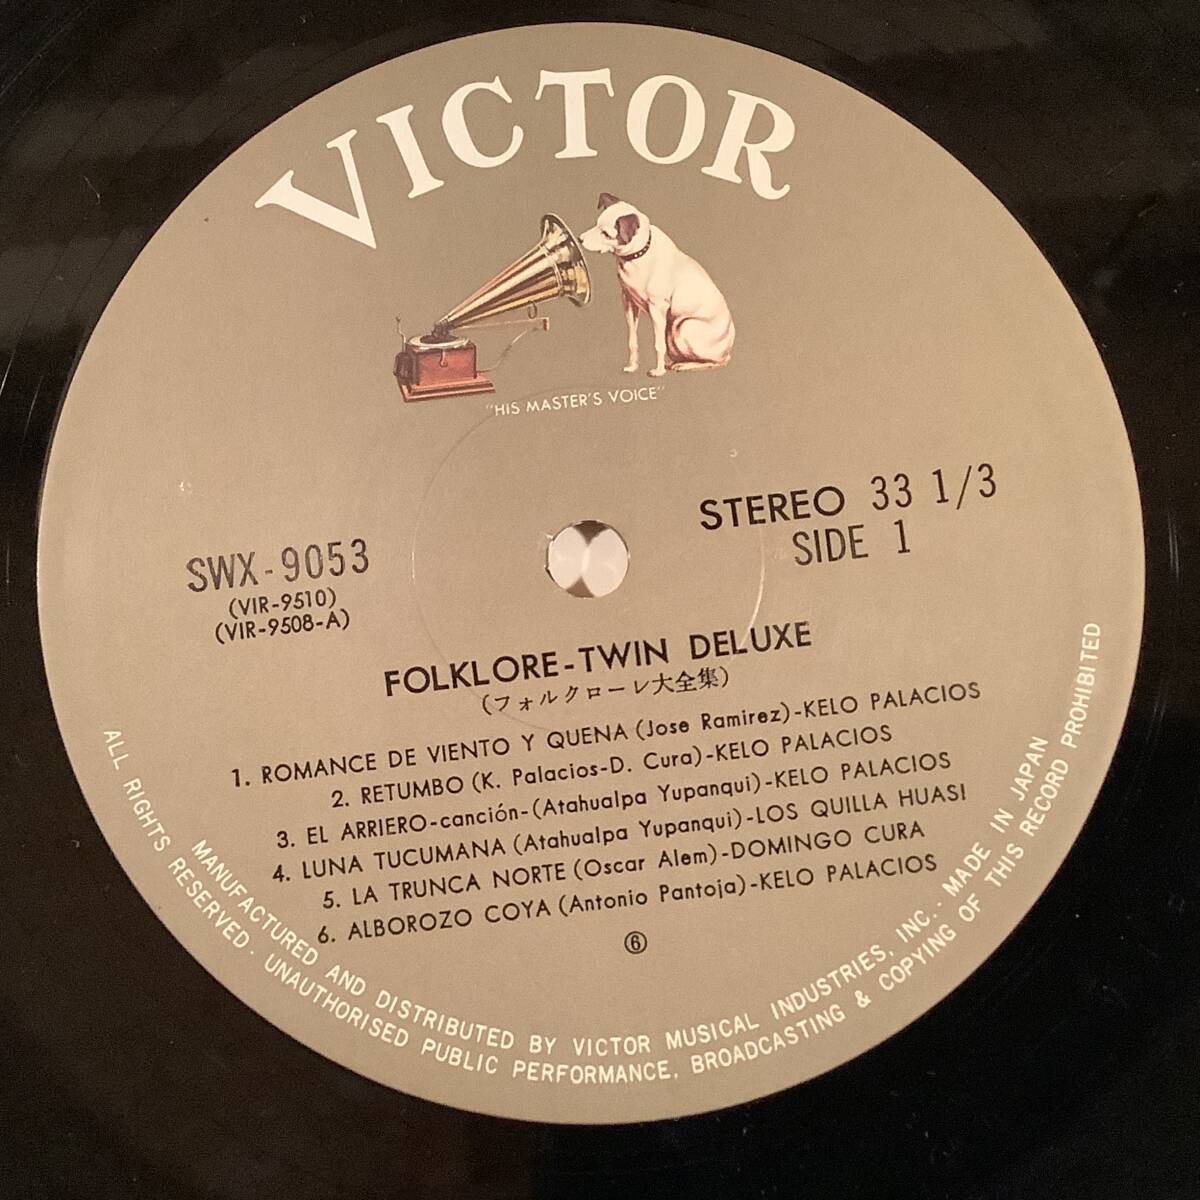 VICTOR
"HIS MASTER'S VOICE"
STEREO 33 1/3
SIDE 1
SWX-9053
(VIR-9510)
(VIR-9508-A)
FOLKLORE-TWIN DELUXE
(フォルクローレ大全集)
1. ROMANCE DE VIENTO Y QUENA (Jose Ramirez)-KELO PALACIOS
2. RETUMBO (K. Palacios-D. Cura)-KELO PALACIOS
3. EL ARRIERO-canción-(Atahualpa Yupanqui)-KELO PALACIOS
4. LUNA TUCUMANA (Atahualpa Yupanqui)-LOS QUILLA HUASI
5. LA TRUNCA NORTE (Oscar Alem)-DOMINGO CURA
6. ALBOROZO COYA (Antonio Pantoja)-KELO PALACIOS
⑥
MANUFACTURED AND DISTRIBUTED BY VICTOR MUSICAL INDUSTRIES, INC. · MADE IN JAPAN
ALL RIGHTS RESERVED · UNAUTHORISED PUBLIC PERFORMANCE, BROADCASTING & COPYING OF THIS RECORD PROHIBITED